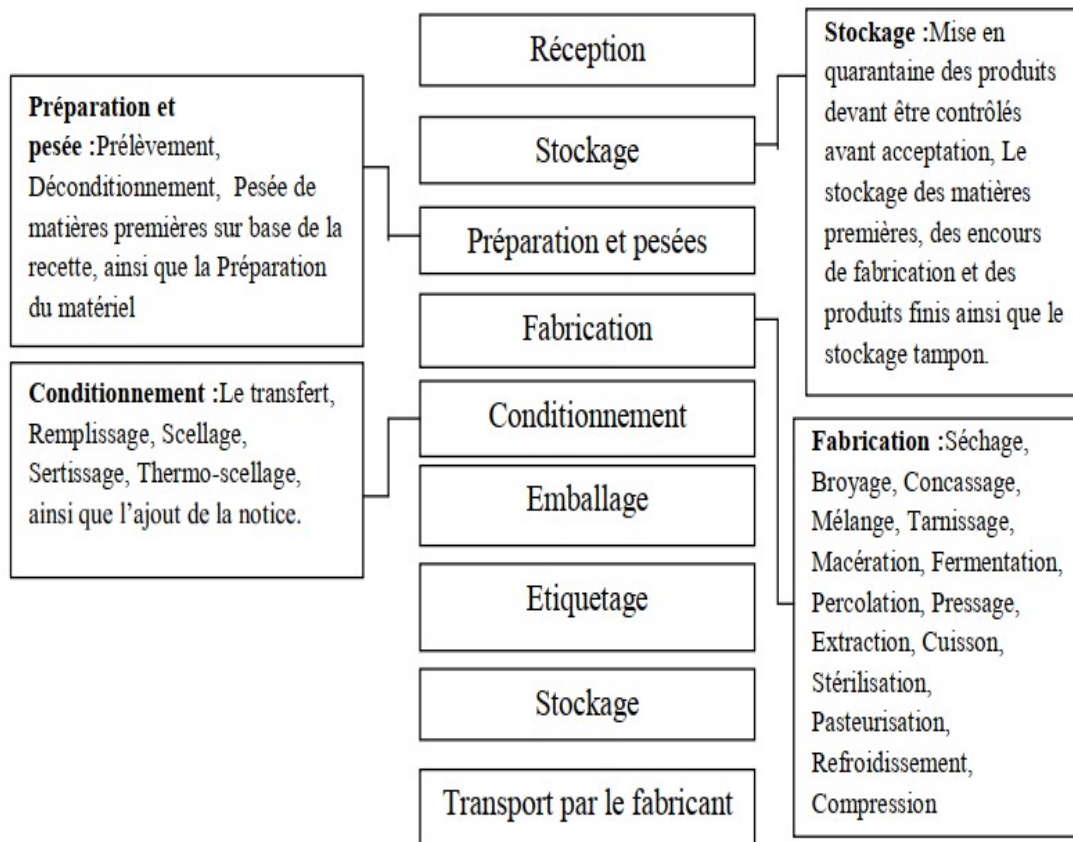 Réception
Stockage
Préparation et pesées
Fabrication
Conditionnement
Emballage
Etiquetage
Stockage
Transport par le fabricant
Préparation et
pesée :Prélèvement,
Déconditionnement, Pesée de
matières premières sur base de la
recette, ainsi que la Préparation
du matériel
Conditionnement :Le transfert,
Remplissage, Scellage,
Sertissage, Thermo-scellage,
ainsi que l'ajout de la notice.
Stockage :Mise en
quarantaine des produits
devant être contrôlés
avant acceptation, Le
stockage des matières
premières, des encours
de fabrication et des
produits finis ainsi que le
stockage tampon.
Fabrication :Séchage,
Broyage, Concassage,
Mélange, Tarnissage,
Macération, Fermentation,
Percolation, Pressage,
Extraction, Cuisson,
Stérilisation,
Pasteurisation,
Refroidissement,
Compression